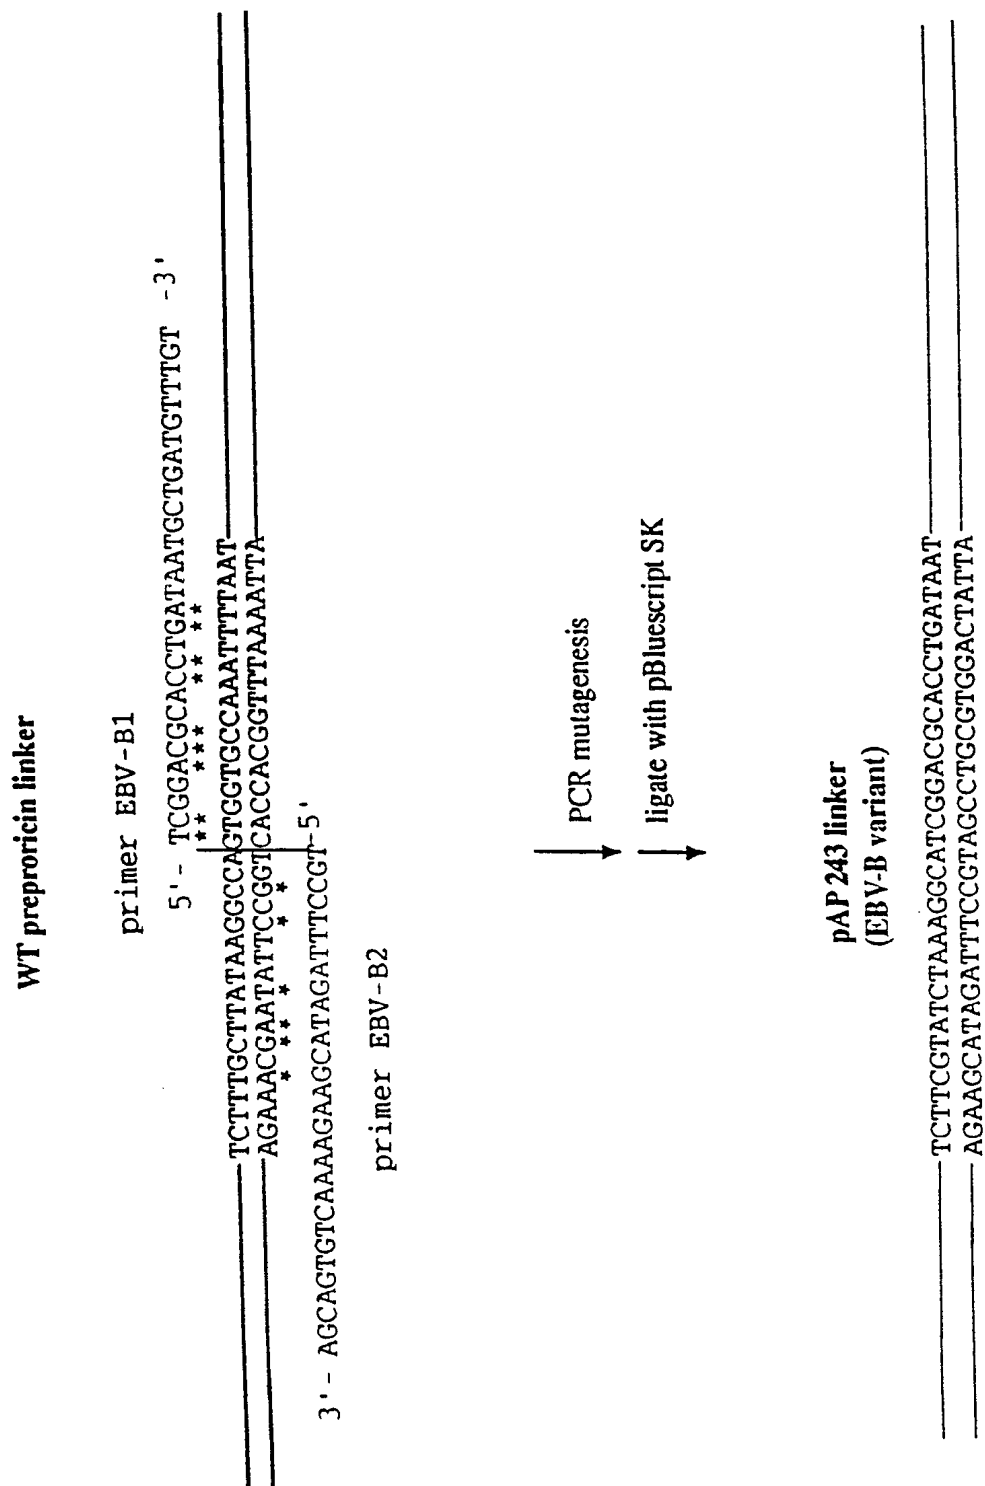 WT preproricin linker
primer EBV-B1
5'- TCGGACGCACCTGATAATGCTGATGTTTGT -3'
** *** ** **
TCTTTGCTTATAAGGCCAGTGGTGCCAAATTTTAAT
AGAAACGAATATTCCGGTCACCACGGTTTAAAATTA
* ** * * *
3'- AGCAGTGTCAAAAGAAGCATAGATTTCCGT-5'
primer EBV-B2
PCR mutagenesis
ligate with pBluescript SK
pAP 243 linker
(EBV-B variant)
TCTTCGTATCTAAAGGCATCGGACGCACCTGATAAT
AGAAGCATAGATTTCCGTAGCCTGCGTGGACTATTA